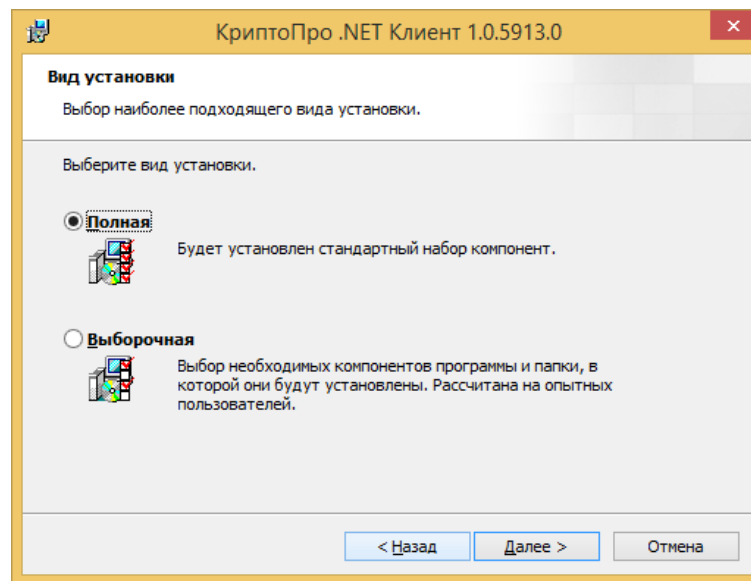 КриптоПро .NET Клиент 1.0.5913.0
Вид установки
Выбор наиболее подходящего вида установки.
Выберите вид установки.
Полная
Будет установлен стандартный набор компонент.
Выборочная
Выбор необходимых компонентов программы и папки, в
которой они будут установлены. Рассчитана на опытных
пользователей.
< Назад Далее > Отмена